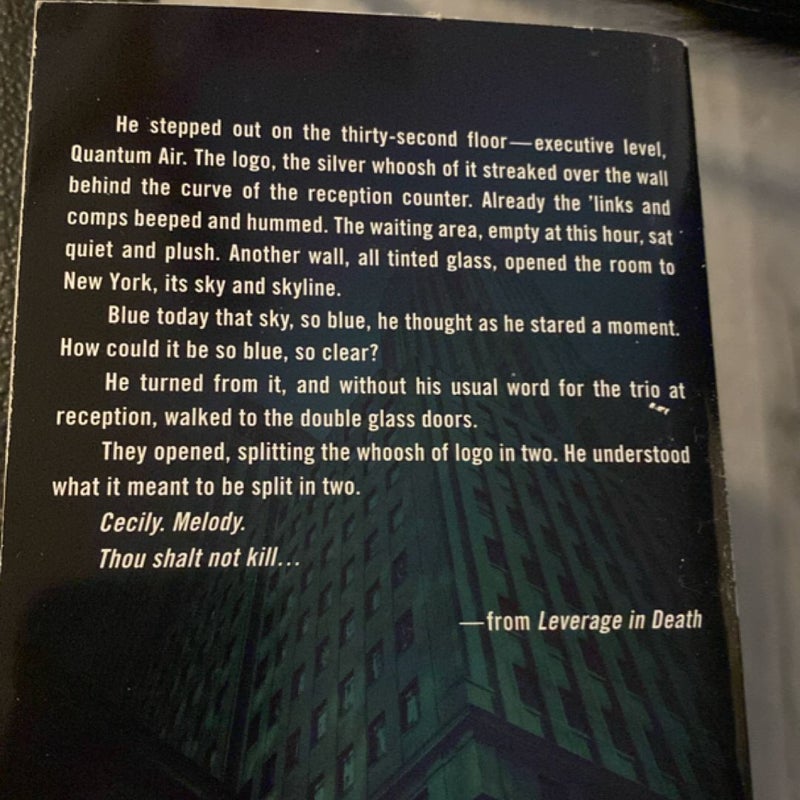 He stepped out on the thirty-second floor—executive level,
Quantum Air. The logo, the silver whoosh of it streaked over the wall
behind the curve of the reception counter. Already the 'links and
comps beeped and hummed. The waiting area, empty at this hour, sat
quiet and plush. Another wall, all tinted glass, opened the room to
New York, its sky and skyline.
Blue today that sky, so blue, he thought as he stared a moment.
How could it be so blue, so clear?
He turned from it, and without his usual word for the trio at
reception, walked to the double glass doors.
They opened, splitting the whoosh of logo in two. He understood
what it meant to be split in two.
Cecily. Melody.
Thou shalt not kill...
—from Leverage in Death